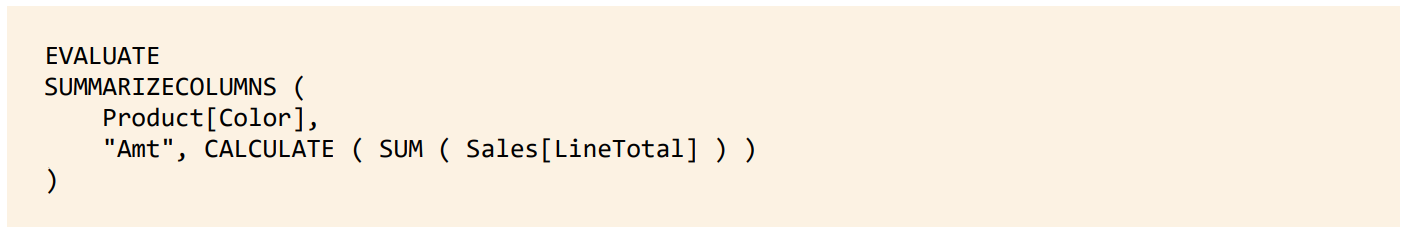 EVALUATE
SUMMARIZECOLUMNS (
    Product[Color],
    "Amt", CALCULATE ( SUM ( Sales[LineTotal] ) )
)